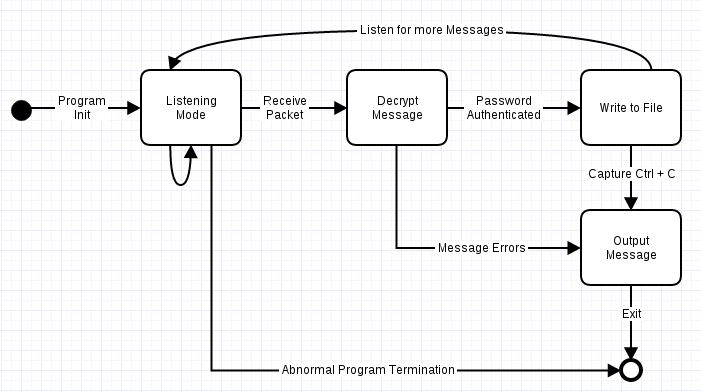 Listen for more Messages
Program
Init
Listening
Mode
Receive
Packet
Decrypt
Message
Password
Authenticated
Write to File
Capture Ctrl + C
Message Errors
Output
Message
Exit
Abnormal Program Termination